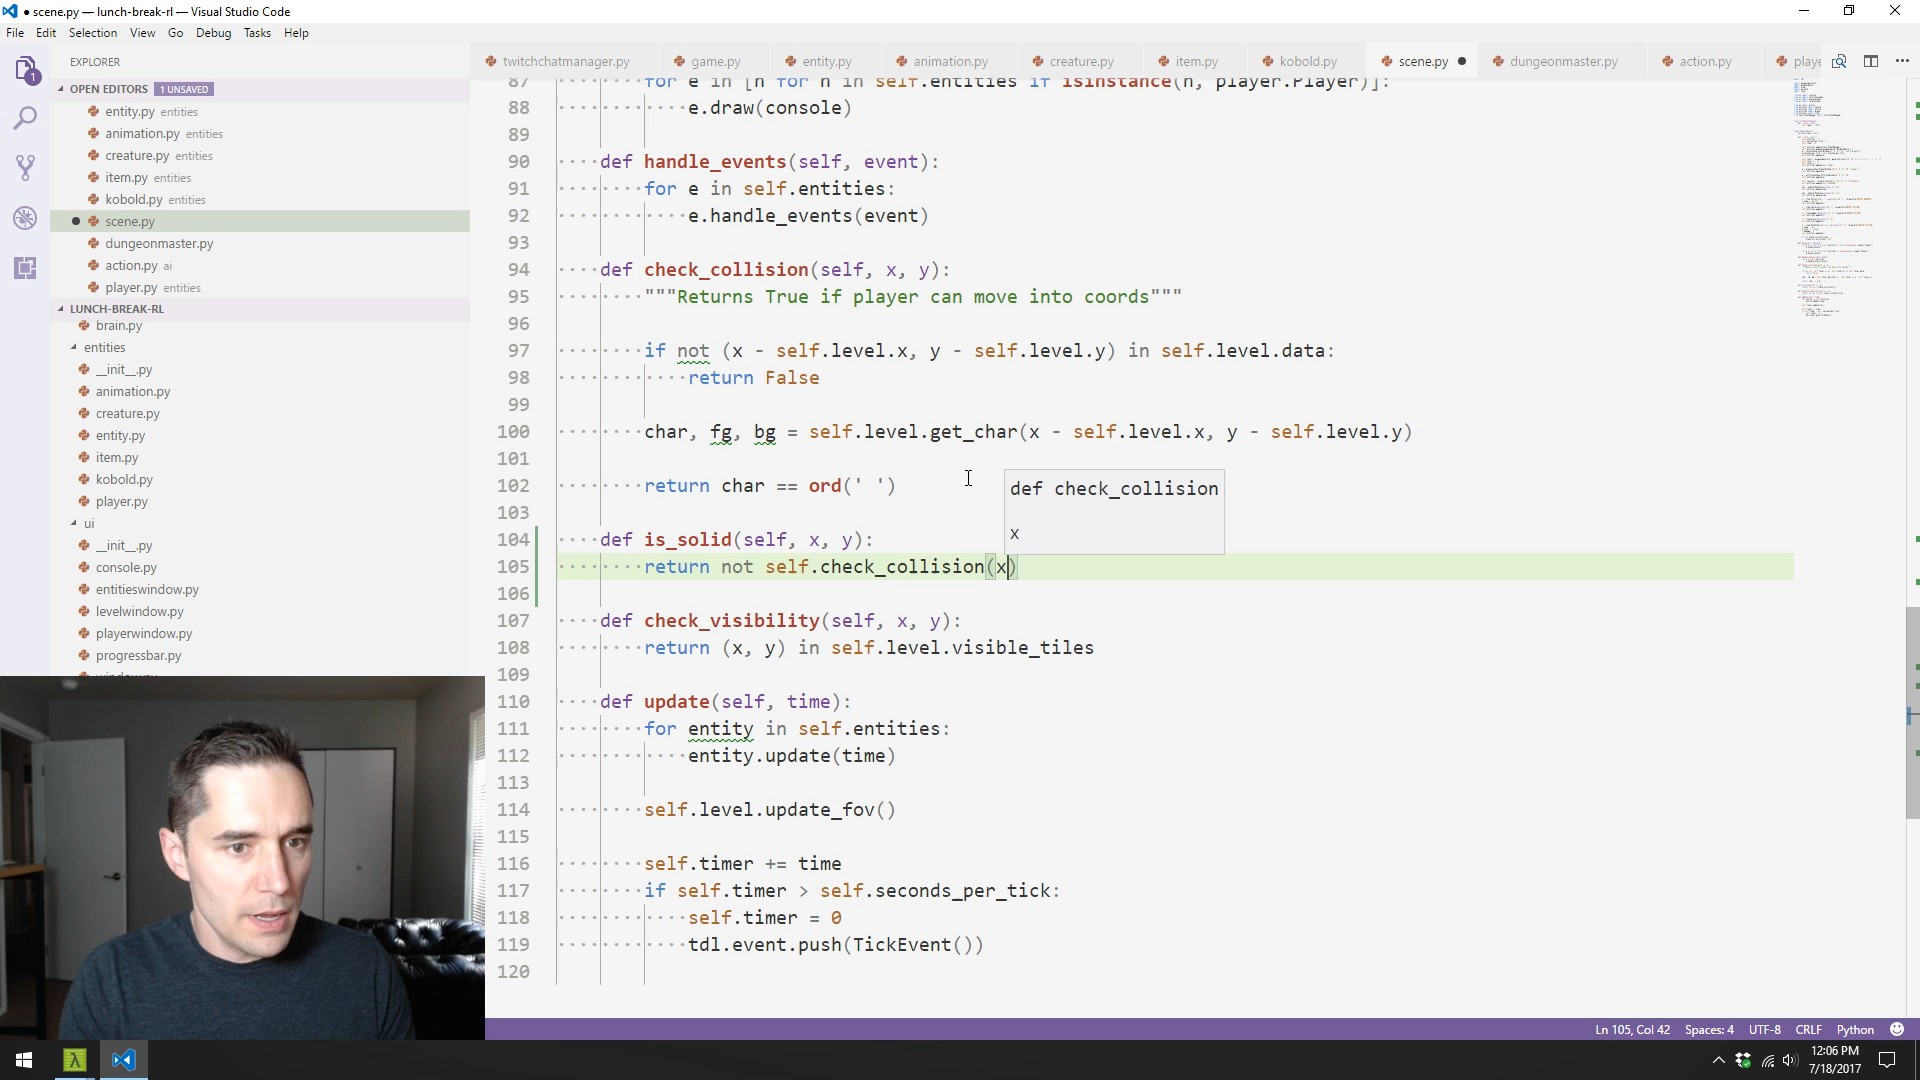 ● scene.py — lunch-break-rl — Visual Studio Code
File Edit Selection View Go Debug Tasks Help
EXPLORER
twitchchatmanager.py game.py entity.py animation.py creature.py item.py kobold.py scene.py ● dungeonmaster.py action.py playe
1
OPEN EDITORS 1 UNSAVED
entity.py entities
animation.py entities
creature.py entities
item.py entities
kobold.py entities
● scene.py
dungeonmaster.py
action.py ai
player.py entities
LUNCH-BREAK-RL
brain.py
entities
__init__.py
animation.py
creature.py
entity.py
item.py
kobold.py
player.py
ui
__init__.py
console.py
entitieswindow.py
levelwindow.py
playerwindow.py
progressbar.py
window.py
87 for e in [n for n in self.entities if isinstance(n, player.Player)]:
88 e.draw(console)
89
90 def handle_events(self, event):
91 for e in self.entities:
92 e.handle_events(event)
93
94 def check_collision(self, x, y):
95 """Returns True if player can move into coords"""
96
97 if not (x - self.level.x, y - self.level.y) in self.level.data:
98 return False
99
100 char, fg, bg = self.level.get_char(x - self.level.x, y - self.level.y)
101
102 return char == ord(' ')
103
def check_collision
x
104 def is_solid(self, x, y):
105 return not self.check_collision(x)
106
107 def check_visibility(self, x, y):
108 return (x, y) in self.level.visible_tiles
109
110 def update(self, time):
111 for entity in self.entities:
112 entity.update(time)
113
114 self.level.update_fov()
115
116 self.timer += time
117 if self.timer > self.seconds_per_tick:
118 self.timer = 0
119 tdl.event.push(TickEvent())
120
Ln 105, Col 42 Spaces: 4 UTF-8 CRLF Python
12:06 PM
7/18/2017